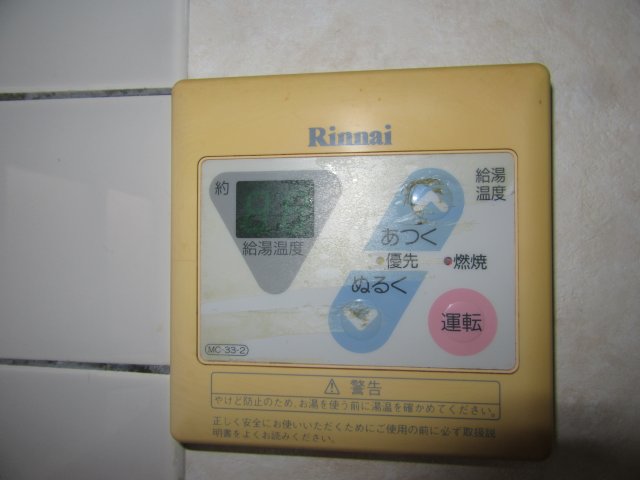 Rinnai
約
給湯温度
給湯
温度
あつく
優先
燃焼
ぬるく
運転
MC-33-2
⚠警告
やけど防止のため、お湯を使う前に湯温を確かめてください。
正しく安全にお使いいただくためにご使用の前に必ず取扱説
明書をよくお読みください。